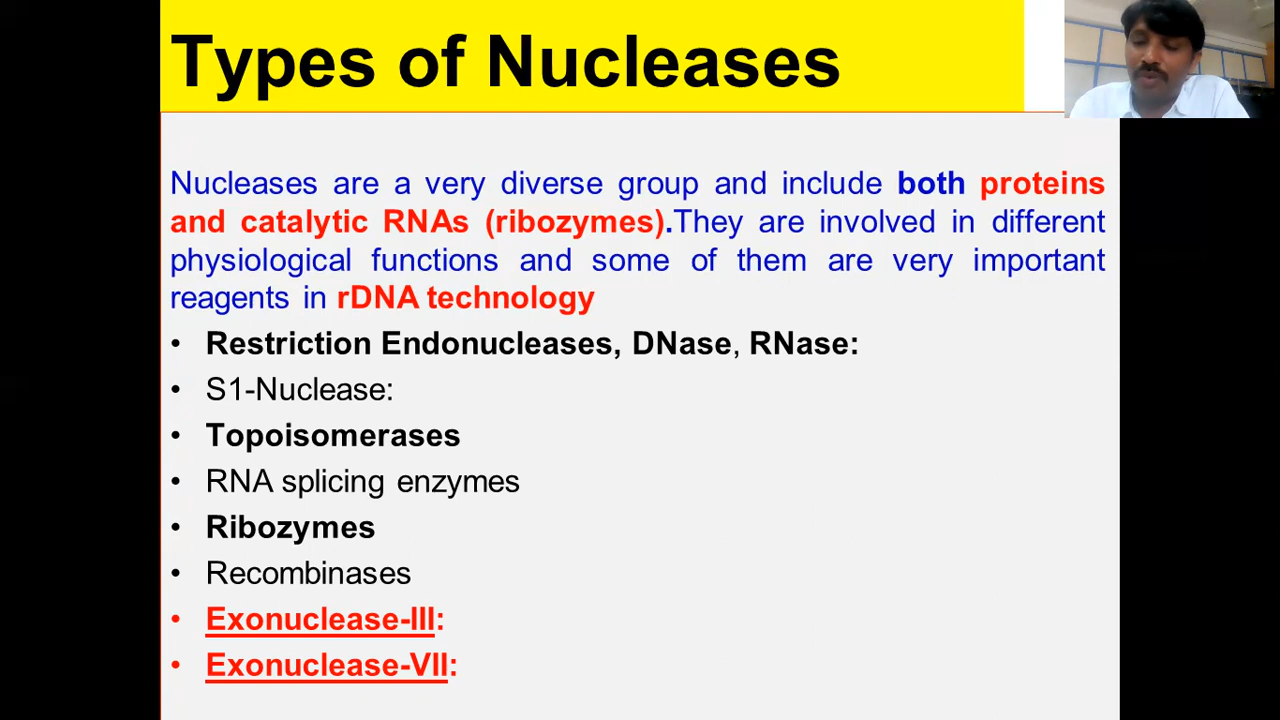 Types of Nucleases
Nucleases are a very diverse group and include both proteins
and catalytic RNAs (ribozymes).They are involved in different
physiological functions and some of them are very important
reagents in rDNA technology
• Restriction Endonucleases, DNase, RNase:
• S1-Nuclease:
• Topoisomerases
• RNA splicing enzymes
• Ribozymes
• Recombinases
• Exonuclease-III:
• Exonuclease-VII: